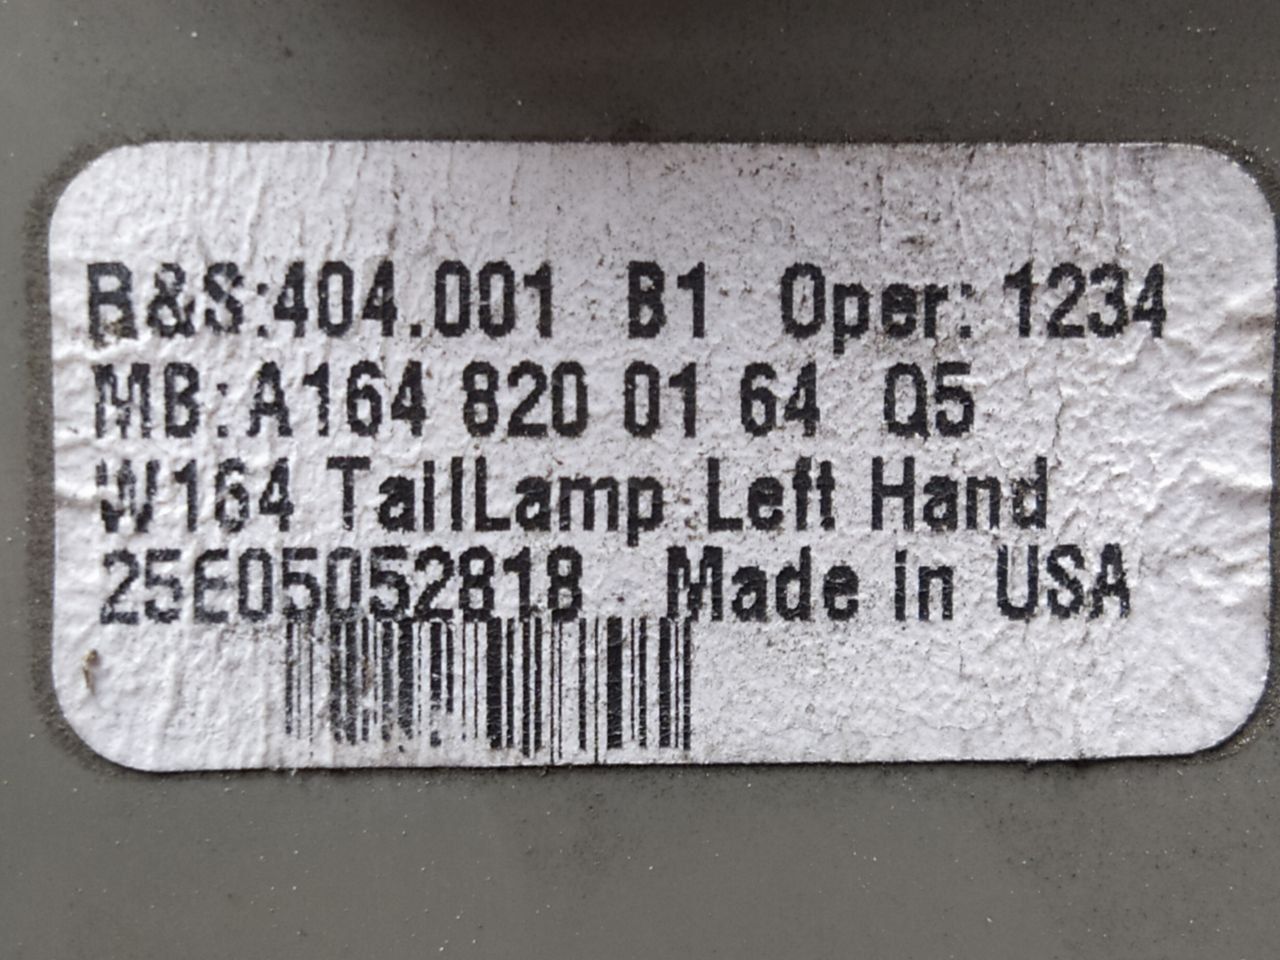 R&S:404.001 B1 Oper: 1234
MB: A164 820 01 64 Q5
W164 TailLamp Left Hand
25E05052818 Made in USA